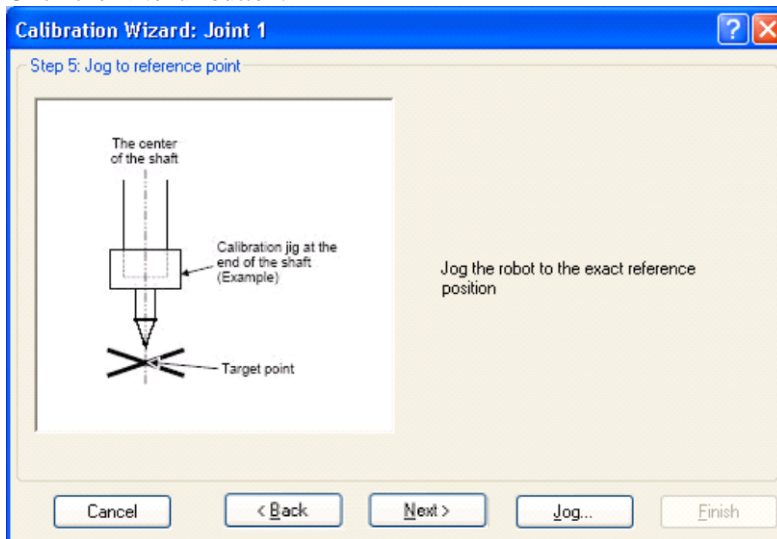 Calibration Wizard: Joint 1
Step 5: Jog to reference point
The center
of the shaft
Calibration jig at the
end of the shaft
(Example)
Target point
Jog the robot to the exact reference
position
Cancel
< Back
Next >
Jog...
Finish